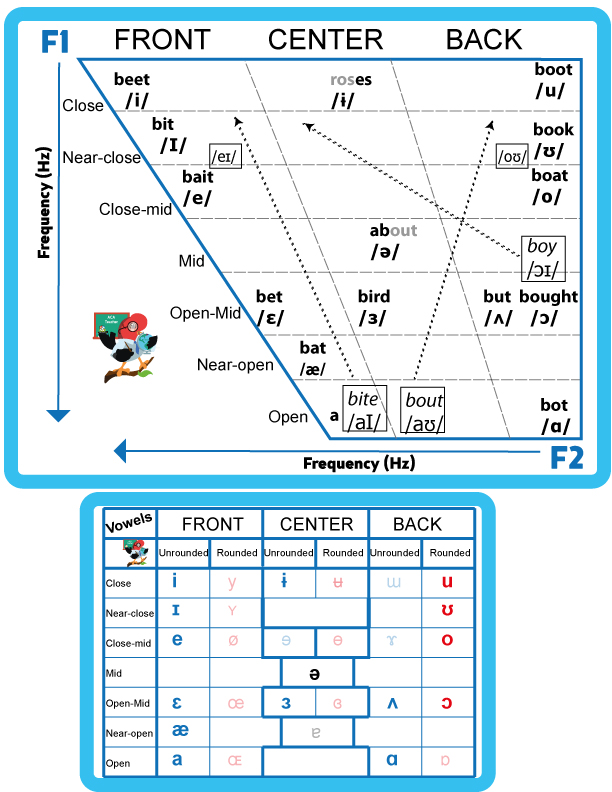 F1 FRONT CENTER BACK
beet roses boot
/i/ /ɨ/ /u/
Close
bit book
/ɪ/ /eɪ/ /oʊ/ /ʊ/
Near-close
bait boat
/e/ /o/
Close-mid
about boy
/ə/ /ɔɪ/
Mid
bet bird but bought
/ɛ/ /ɜ/ /ʌ/ /ɔ/
Open-Mid
bat
/æ/
Near-open
bite bout bot
a /aɪ/ /aʊ/ /ɑ/
Open
Frequency (Hz)
Frequency (Hz) F2
ACA
Teacher
Vowels FRONT CENTER BACK
Unrounded Rounded Unrounded Rounded Unrounded Rounded
Close i y ɨ ʉ ɯ u
Near-close ɪ ʏ ʊ
Close-mid e ø ɘ ɵ ɤ o
Mid ə
Open-Mid ɛ œ ɜ ɞ ʌ ɔ
Near-open æ ɐ
Open a ɶ ɑ ɒ